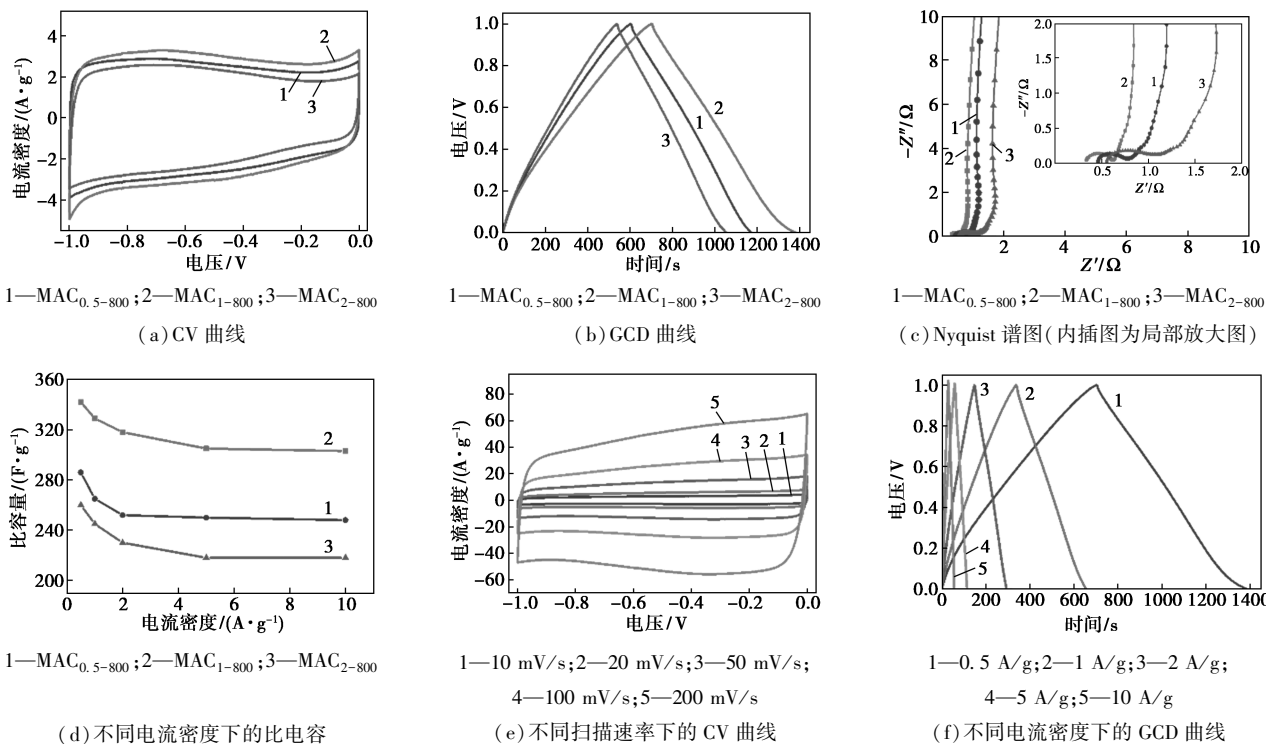 电流密度/(A·g⁻¹)
4
2
0
−2
−4
2
1
3
−1.0 −0.8 −0.6 −0.4 −0.2 0.0
电压/V
1—MAC₀.₅₋₈₀₀;2—MAC₁₋₈₀₀;3—MAC₂₋₈₀₀
(a)CV 曲线
电压/V
1.0
0.8
0.6
0.4
0.2
0.0
2
1
3
0 200 400 600 800 1000 1200 1400
时间/s
1—MAC₀.₅₋₈₀₀;2—MAC₁₋₈₀₀;3—MAC₂₋₈₀₀
(b)GCD 曲线
−Z″/Ω
10
8
6
4
2
0
1
2
3
2 4 6 8 10
Z′/Ω
−Z″/Ω
2.0
1.5
1.0
0.5
0.0
2
1
3
0.5 1.0 1.5 2.0
Z′/Ω
1—MAC₀.₅₋₈₀₀;2—MAC₁₋₈₀₀;3—MAC₂₋₈₀₀
(c)Nyquist 谱图(内插图为局部放大图)
比容量/(F·g⁻¹)
360
320
280
240
200
2
1
3
0 2 4 6 8 10
电流密度/(A·g⁻¹)
1—MAC₀.₅₋₈₀₀;2—MAC₁₋₈₀₀;3—MAC₂₋₈₀₀
(d)不同电流密度下的比电容
电流密度/(A·g⁻¹)
80
60
40
20
0
−20
−40
−60
5
4 3 2 1
−1.0 −0.8 −0.6 −0.4 −0.2 0.0
电压/V
1—10 mV/s;2—20 mV/s;3—50 mV/s;
4—100 mV/s;5—200 mV/s
(e)不同扫描速率下的 CV 曲线
电压/V
1.0
0.8
0.6
0.4
0.2
0.0
3 2 1
4
5
0 200 400 600 800 1000 1200 1400
时间/s
1—0.5 A/g;2—1 A/g;3—2 A/g;
4—5 A/g;5—10 A/g
(f)不同电流密度下的 GCD 曲线